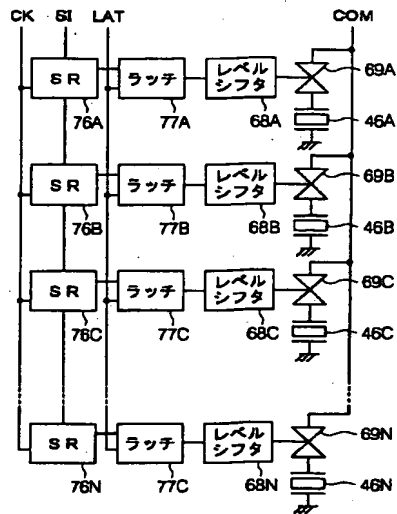 CK SI LAT COM
SR ラッチ レベル
シフタ 69A
76A 77A 68A 46A
SR ラッチ レベル
シフタ 69B
76B 77B 68B 46B
SR ラッチ レベル
シフタ 69C
76C 77C 68C 46C
SR ラッチ レベル
シフタ 69N
76N 77C 68N 46N